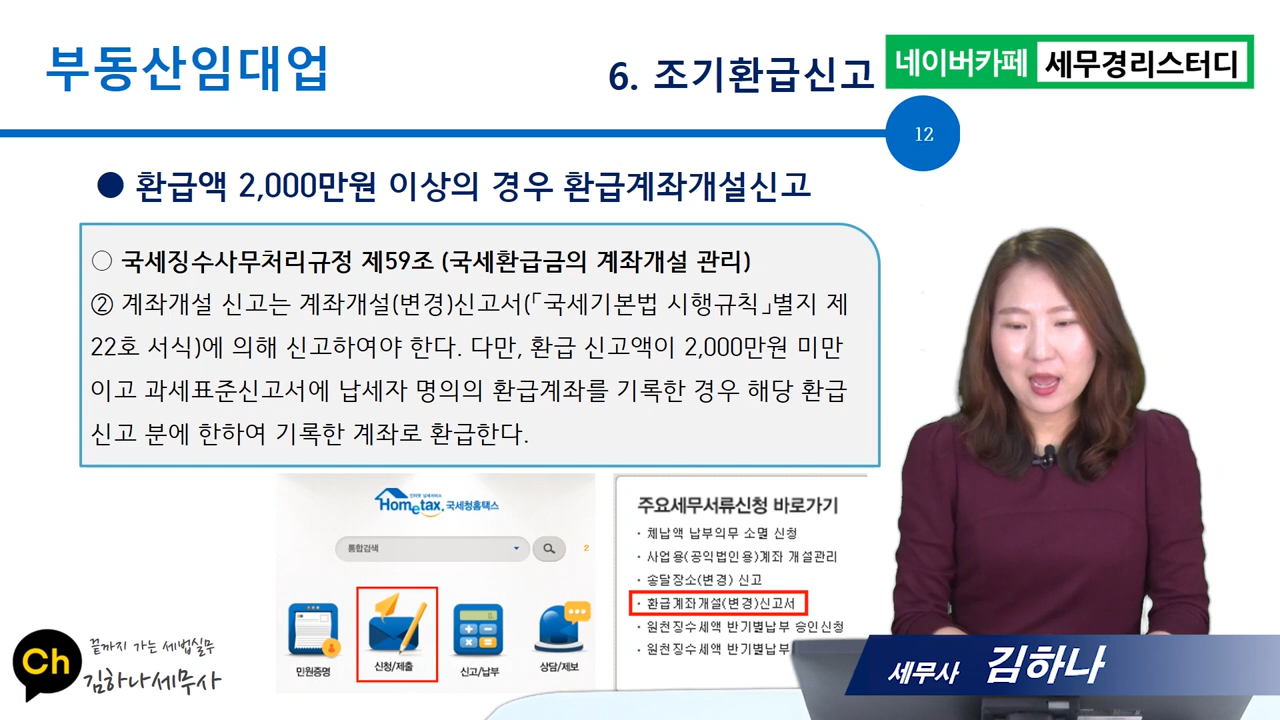 부동산임대업
6. 조기환급신고
네이버카페 세무경리스터디
12
● 환급액 2,000만원 이상의 경우 환급계좌개설신고
○ 국세징수사무처리규정 제59조 (국세환급금의 계좌개설 관리)
② 계좌개설 신고는 계좌개설(변경)신고서(「국세기본법 시행규칙」별지 제
22호 서식)에 의해 신고하여야 한다. 다만, 환급 신고액이 2,000만원 미만
이고 과세표준신고서에 납세자 명의의 환급계좌를 기록한 경우 해당 환급
신고 분에 한하여 기록한 계좌로 환급한다.
Hometax. 국세청홈택스
통합검색
2
민원증명
신청/제출
신고/납부
상담/제보
주요세무서류신청 바로가기
· 체납액 납부의무 소멸 신청
· 사업용(공익법인용)계좌 개설관리
· 송달장소(변경) 신고
· 환급계좌개설(변경)신고서
· 원천징수세액 반기별납부 승인신청
· 원천징수세액 반기별납부
Ch
끝까지 가는 세법실무
김하나세무사
세무사 김하나